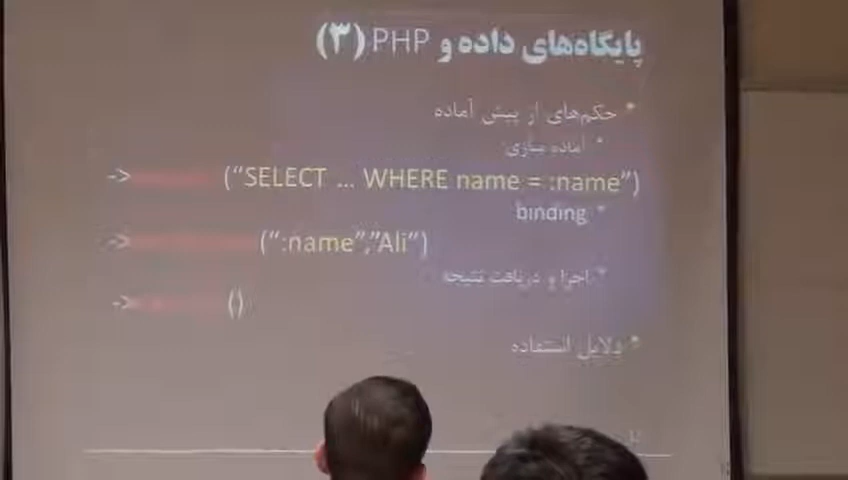 پایگاه‌های داده و PHP (۳)
• حکم‌های از پیش آماده
• آماده سازی:
-> ("SELECT ... WHERE name = :name")
• binding
-> (":name","Ali")
• اجرا و دریافت نتیجه
-> ()
• دلایل استفاده